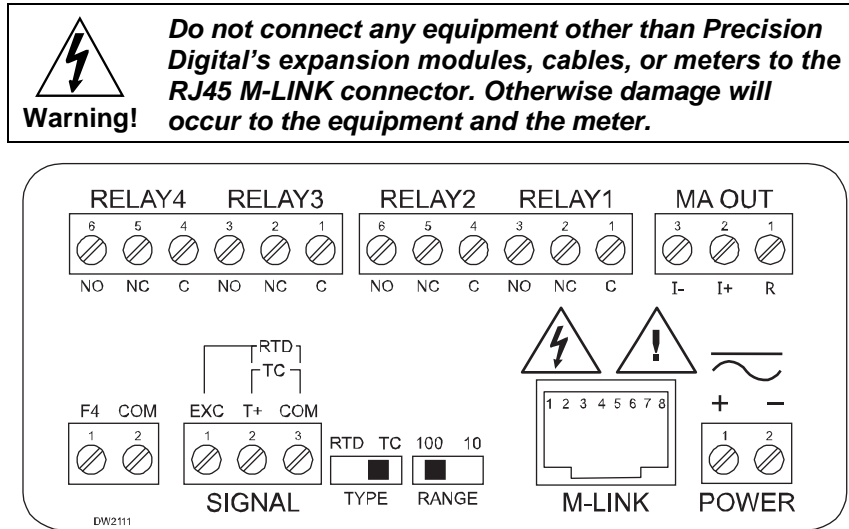 Do not connect any equipment other than Precision
Digital's expansion modules, cables, or meters to the
RJ45 M-LINK connector. Otherwise damage will
occur to the equipment and the meter.
Warning!
RELAY4 RELAY3 RELAY2 RELAY1 MA OUT
6 5 4 3 2 1 6 5 4 3 2 1 3 2 1
NO NC C NO NC C NO NC C NO NC C I- I+ R
RTD
TC
F4 COM EXC T+ COM
1 2 1 2 3
RTD TC 100 10
1 2 3 4 5 6 7 8
+ −
1 2
SIGNAL TYPE RANGE M-LINK POWER
DW2111